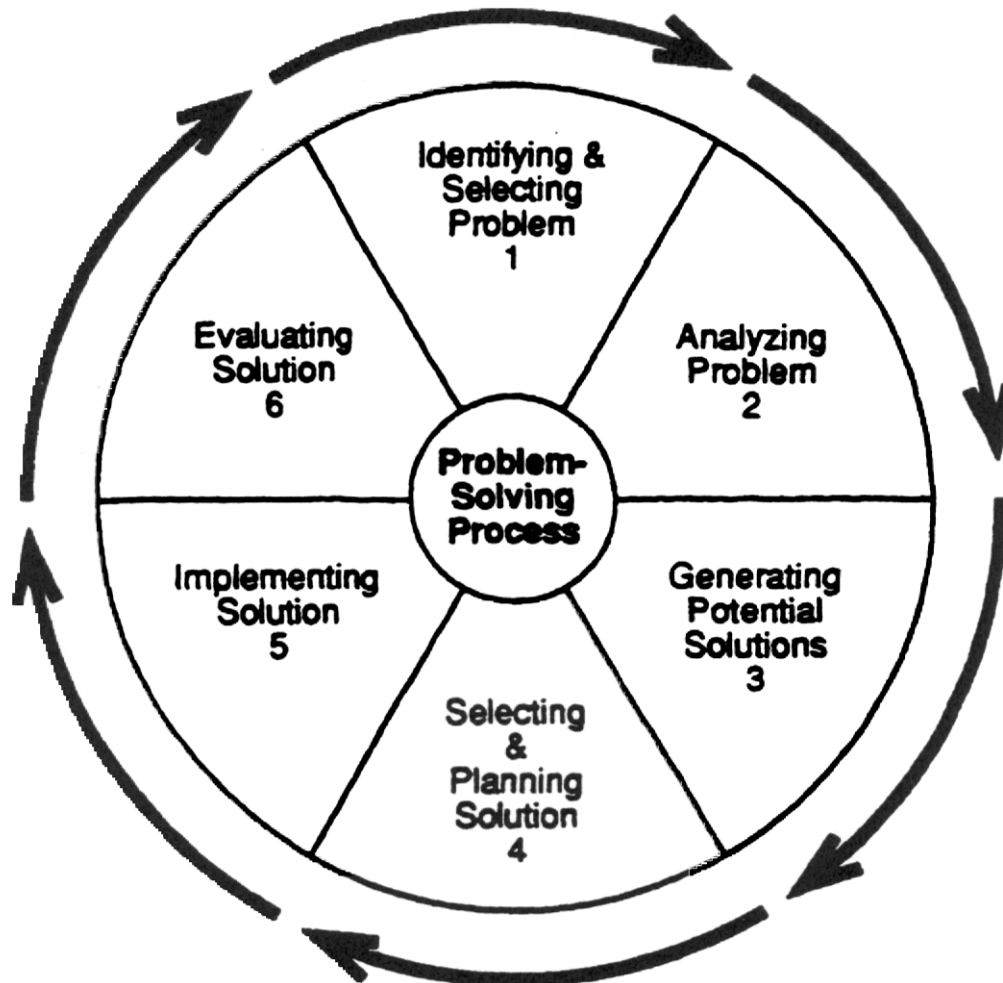 Identifying &
Selecting
Problem
1
Analyzing
Problem
2
Generating
Potential
Solutions
3
Selecting
&
Planning
Solution
4
Implementing
Solution
5
Evaluating
Solution
6
Problem-
Solving
Process